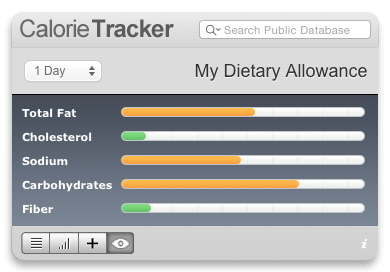 CalorieTracker
Search Public Database
1 Day
My Dietary Allowance
Total Fat
Cholesterol
Sodium
Carbohydrates
Fiber
i